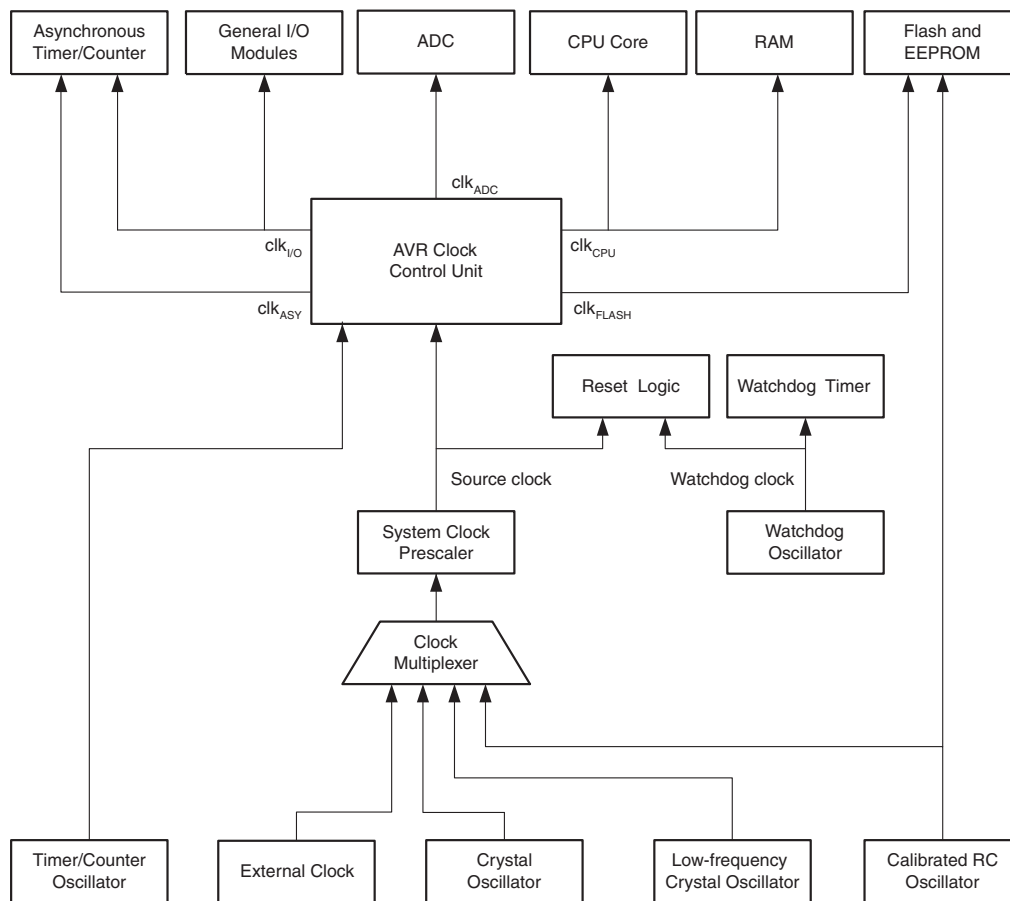 Asynchronous
Timer/Counter
General I/O
Modules
ADC
CPU Core
RAM
Flash and
EEPROM
clkADC
clkI/O
AVR Clock
Control Unit
clkCPU
clkASY
clkFLASH
Reset Logic
Watchdog Timer
Source clock
Watchdog clock
System Clock
Prescaler
Watchdog
Oscillator
Clock
Multiplexer
Timer/Counter
Oscillator
External Clock
Crystal
Oscillator
Low-frequency
Crystal Oscillator
Calibrated RC
Oscillator